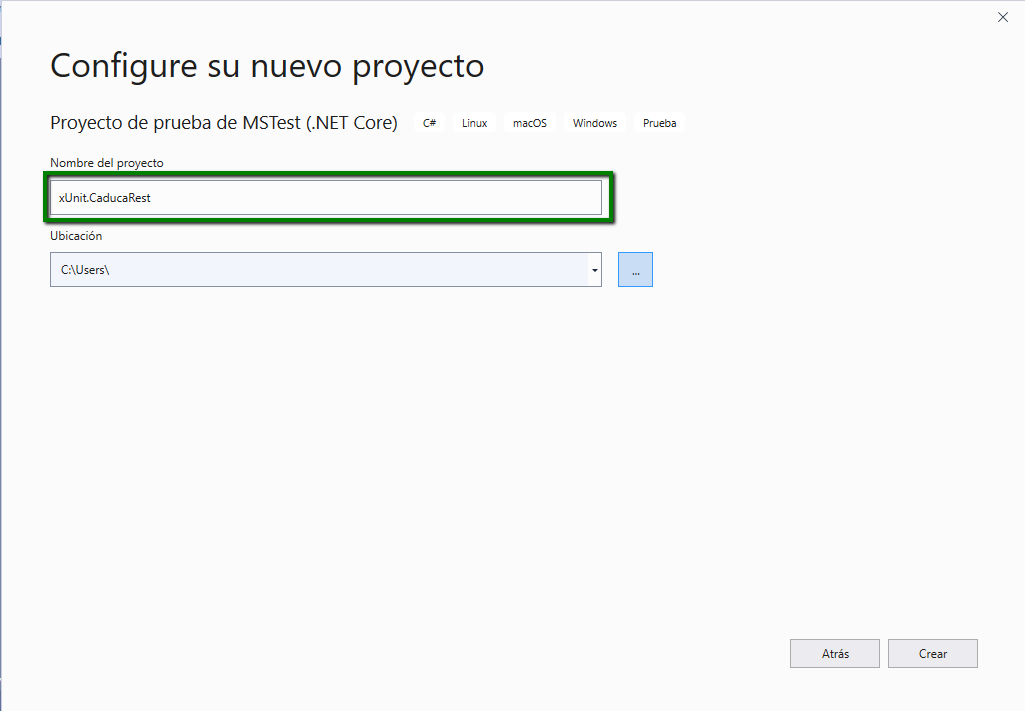 Configure su nuevo proyecto
Proyecto de prueba de MSTest (.NET Core) C# Linux macOS Windows Prueba
Nombre del proyecto
xUnit.CaducaRest
Ubicación
C:\Users\
...
Atrás Crear